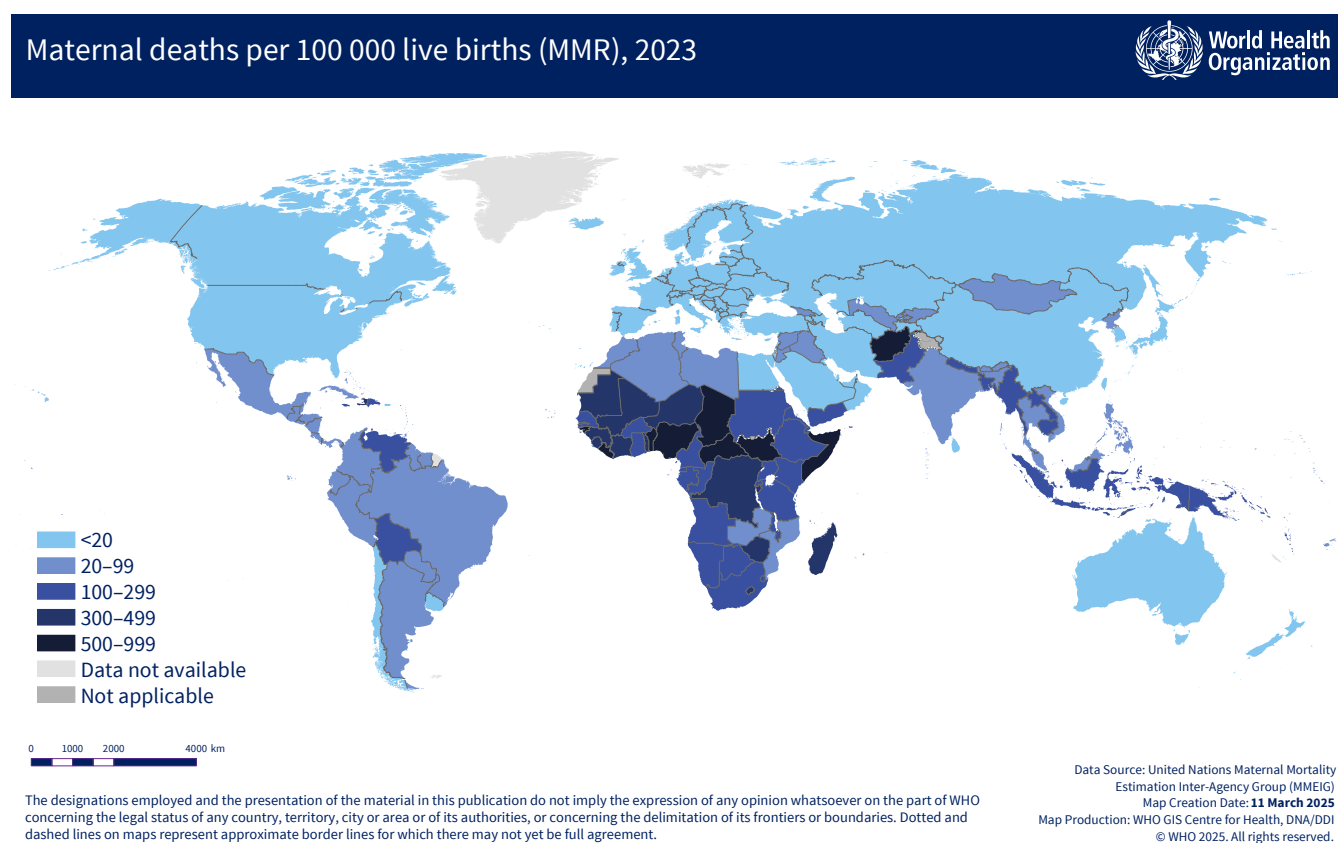 Maternal deaths per 100 000 live births (MMR), 2023
World Health
Organization
<20
20–99
100–299
300–499
500–999
Data not available
Not applicable
0 1000 2000 4000 km
Data Source: United Nations Maternal Mortality
Estimation Inter-Agency Group (MMEIG)
Map Creation Date: 11 March 2025
Map Production: WHO GIS Centre for Health, DNA/DDI
© WHO 2025. All rights reserved.
The designations employed and the presentation of the material in this publication do not imply the expression of any opinion whatsoever on the part of WHO
concerning the legal status of any country, territory, city or area or of its authorities, or concerning the delimitation of its frontiers or boundaries. Dotted and
dashed lines on maps represent approximate border lines for which there may not yet be full agreement.